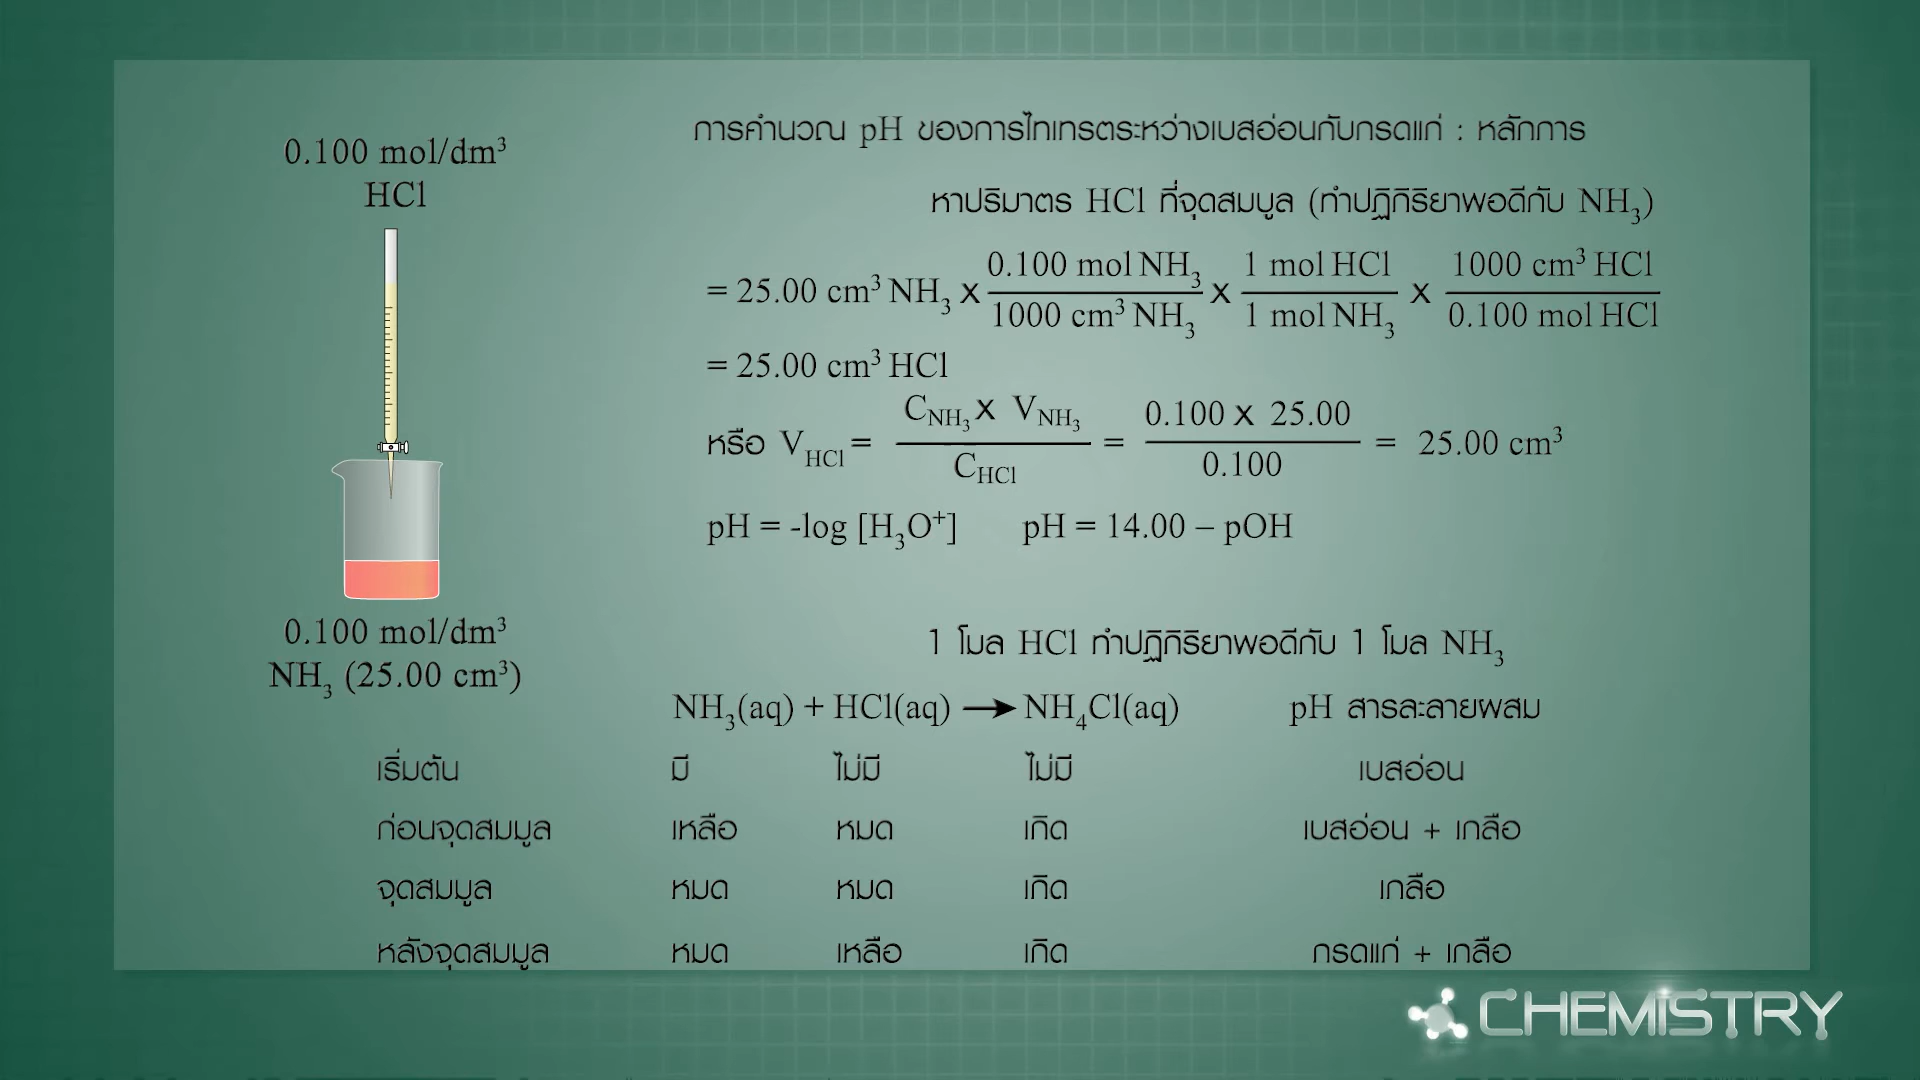 0.100 mol/dm³
HCl
0.100 mol/dm³
NH₃ (25.00 cm³)
การคำนวณ pH ของการไทเทรตระหว่างเบสอ่อนกับกรดแก่ : หลักการ
หาปริมาตร HCl ที่จุดสมบูล (ทำปฏิกิริยาพอดีกับ NH₃)
= 25.00 cm³ NH₃ x (0.100 mol NH₃ / 1000 cm³ NH₃) x (1 mol HCl / 1 mol NH₃) x (1000 cm³ HCl / 0.100 mol HCl)
= 25.00 cm³ HCl
หรือ V_HCl = (C_NH₃ x V_NH₃ / C_HCl) = (0.100 x 25.00 / 0.100) = 25.00 cm³
pH = -log [H₃O⁺] pH = 14.00 – pOH
1 โมล HCl ทำปฏิกิริยาพอดีกับ 1 โมล NH₃
NH₃(aq) + HCl(aq) → NH₄Cl(aq) pH สารละลายผสม
เริ่มต้น มี ไม่มี ไม่มี เบสอ่อน
ก่อนจุดสมมูล เหลือ หมด เกิด เบสอ่อน + เกลือ
จุดสมมูล หมด หมด เกิด เกลือ
หลังจุดสมมูล หมด เหลือ เกิด กรดแก่ + เกลือ
CHEMISTRY